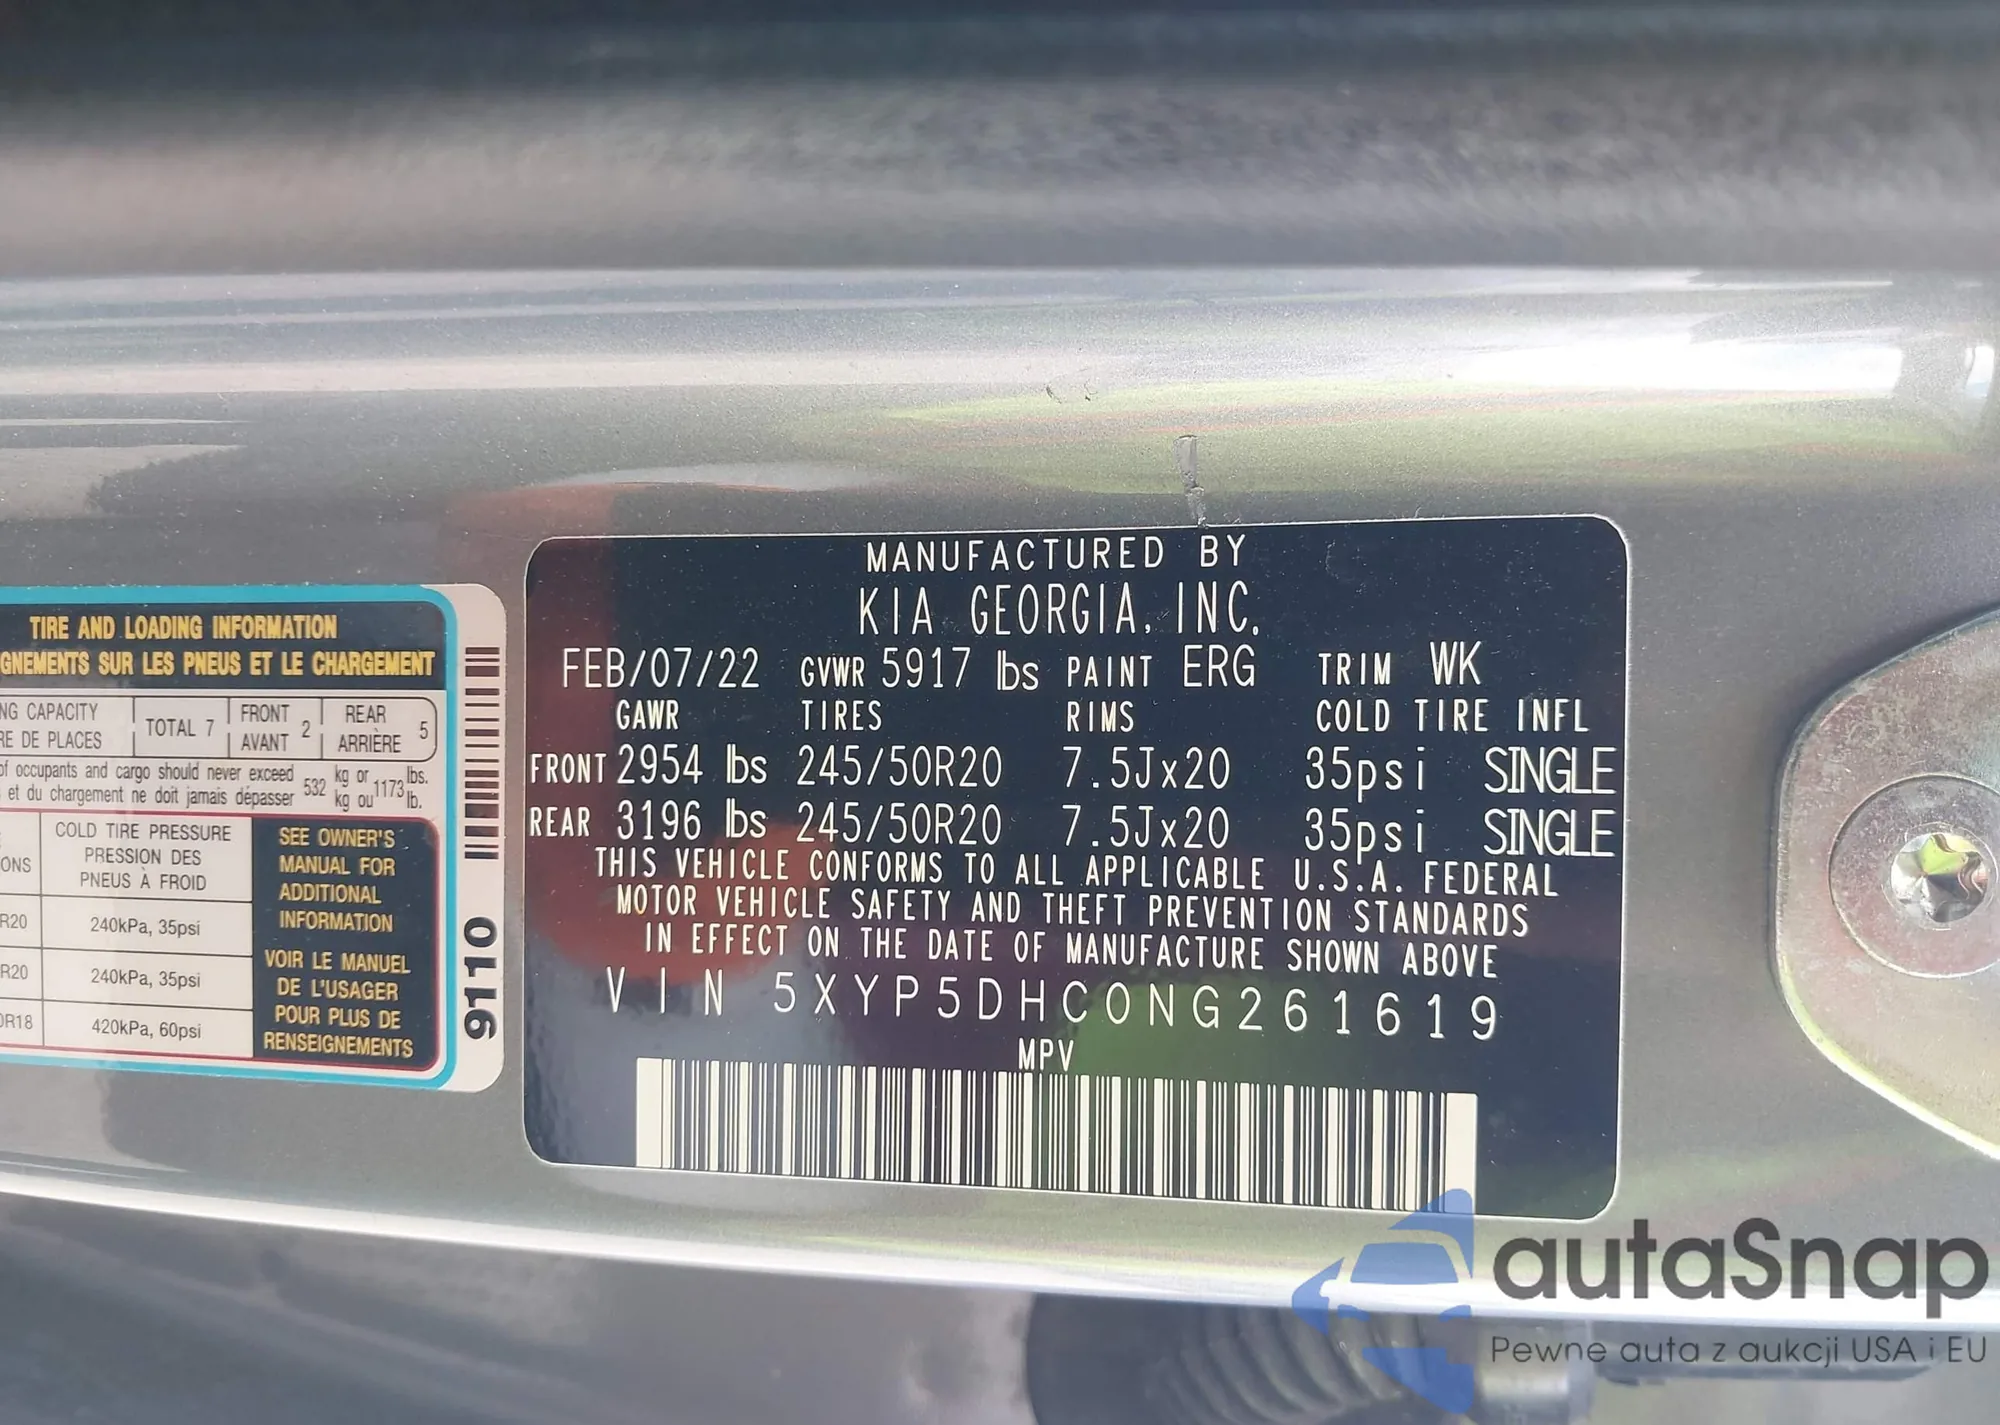 TIRE AND LOADING INFORMATION
GNEMENTS SUR LES PNEUS ET LE CHARGEMENT
NG CAPACITY
RE DE PLACES
TOTAL 7
FRONT
AVANT
2
REAR
ARRIÈRE
5
of occupants and cargo should never exceed 532 kg or 1173 lbs.
et du chargement ne doit jamais dépasser kg ou lb.
ONS
COLD TIRE PRESSURE
PRESSION DES
PNEUS À FROID
R20
240kPa, 35psi
R20
240kPa, 35psi
0R18
420kPa, 60psi
SEE OWNER'S
MANUAL FOR
ADDITIONAL
INFORMATION
VOIR LE MANUEL
DE L'USAGER
POUR PLUS DE
RENSEIGNEMENTS
9110
MANUFACTURED BY
KIA GEORGIA, INC.
FEB/07/22 GVWR 5917 lbs PAINT ERG TRIM WK
GAWR TIRES RIMS COLD TIRE INFL
FRONT 2954 lbs 245/50R20 7.5Jx20 35psi SINGLE
REAR 3196 lbs 245/50R20 7.5Jx20 35psi SINGLE
THIS VEHICLE CONFORMS TO ALL APPLICABLE U.S.A. FEDERAL
MOTOR VEHICLE SAFETY AND THEFT PREVENTION STANDARDS
IN EFFECT ON THE DATE OF MANUFACTURE SHOWN ABOVE
VIN 5XYP5DHC0NG261619
MPV
autaSnap
Pewne auta z aukcji USA i EU